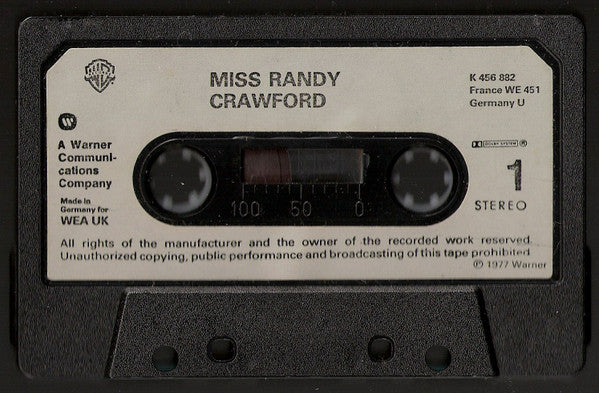 MISS RANDY
CRAWFORD
K 456 882
France WE 451
Germany U
A Warner
Communi-
cations
Company
Made in
Germany for
WEA UK
DOLBY SYSTEM ®
1
STEREO
100 50 0
All rights of the manufacturer and the owner of the recorded work reserved.
Unauthorized copying, public performance and broadcasting of this tape prohibited
℗ 1977 Warner